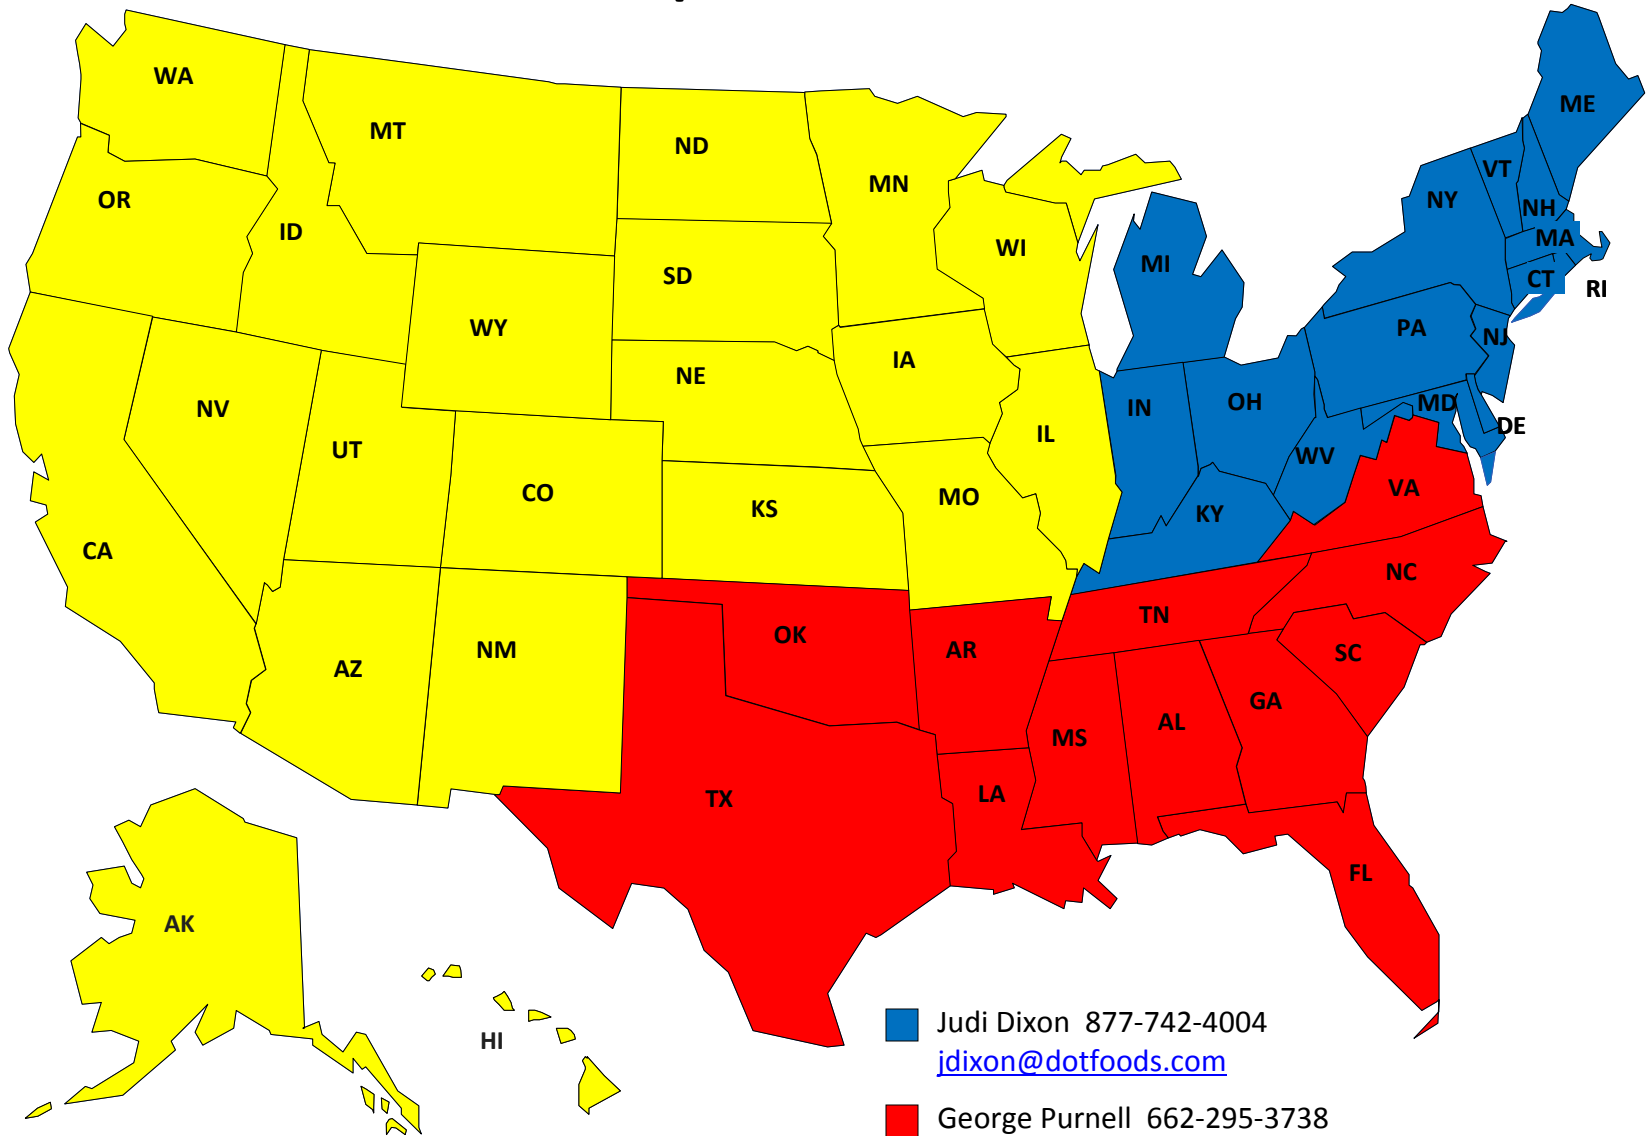 WA
MT
ND
MN
ME
VT
NY
NH
MA
OR
ID
SD
WI
MI
CT
RI
WY
IA
PA
NJ
NE
NV
UT
IL
IN
OH
MD
DE
CO
KS
MO
WV
VA
KY
CA
NC
TN
OK
AR
SC
AZ
NM
GA
MS
AL
TX
LA
FL
AK
HI
Judi Dixon 877-742-4004
jdixon@dotfoods.com
George Purnell 662-295-3738